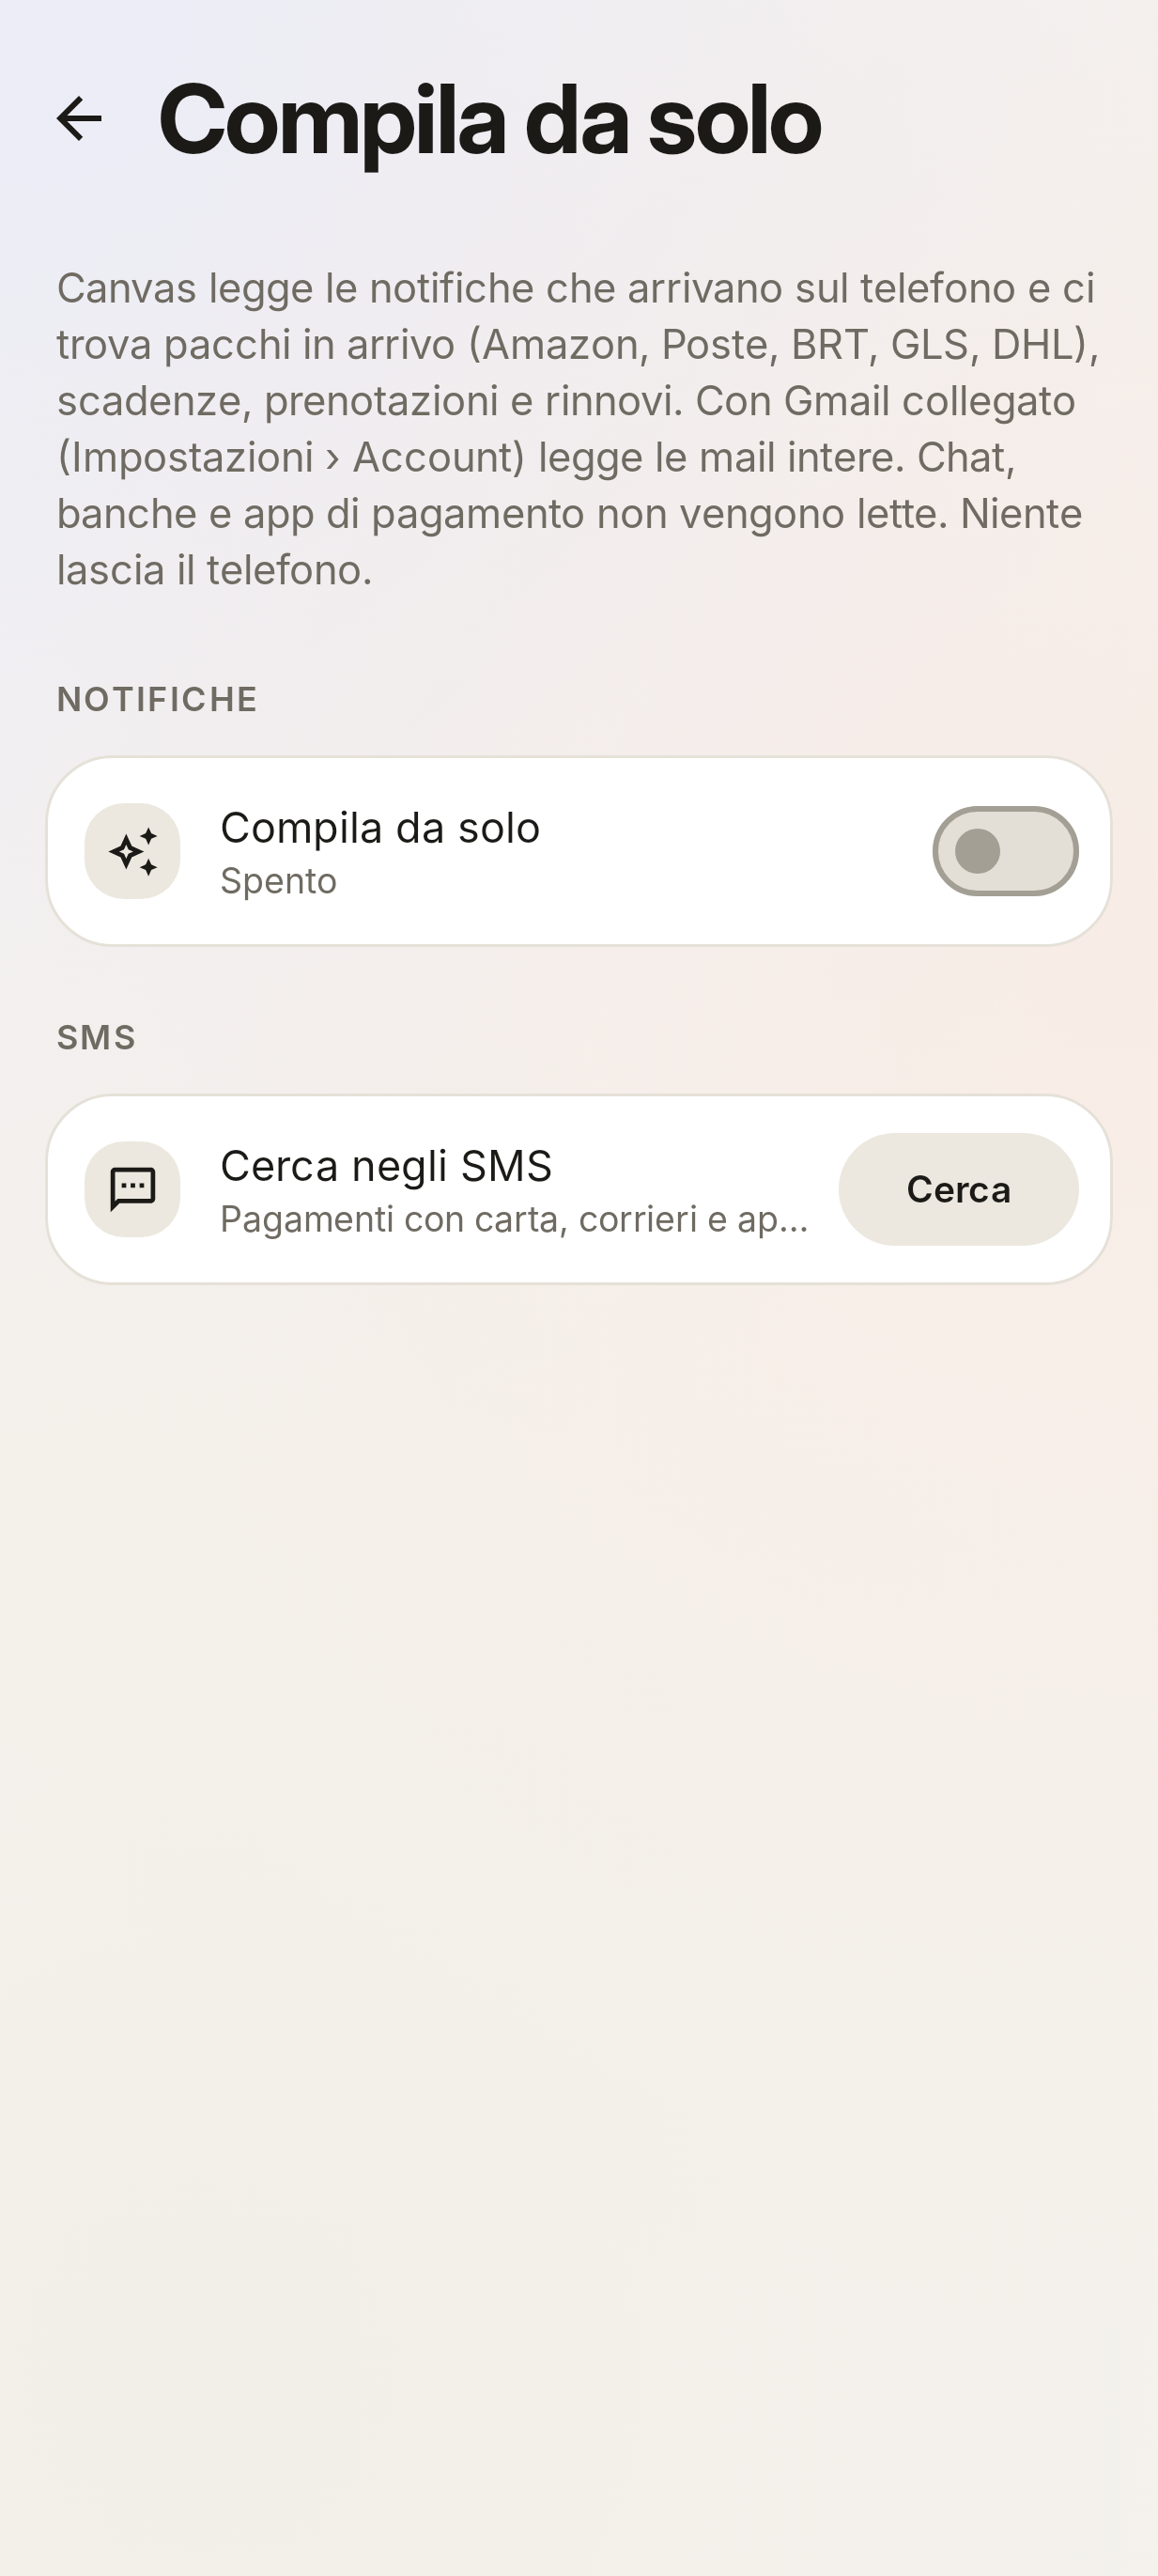 Compila da solo
Canvas legge le notifiche che arrivano sul telefono e ci
trova pacchi in arrivo (Amazon, Poste, BRT, GLS, DHL),
scadenze, prenotazioni e rinnovi. Con Gmail collegato
(Impostazioni › Account) legge le mail intere. Chat,
banche e app di pagamento non vengono lette. Niente
lascia il telefono.
NOTIFICHE
Compila da solo
Spento
SMS
Cerca negli SMS
Pagamenti con carta, corrieri e ap...
Cerca